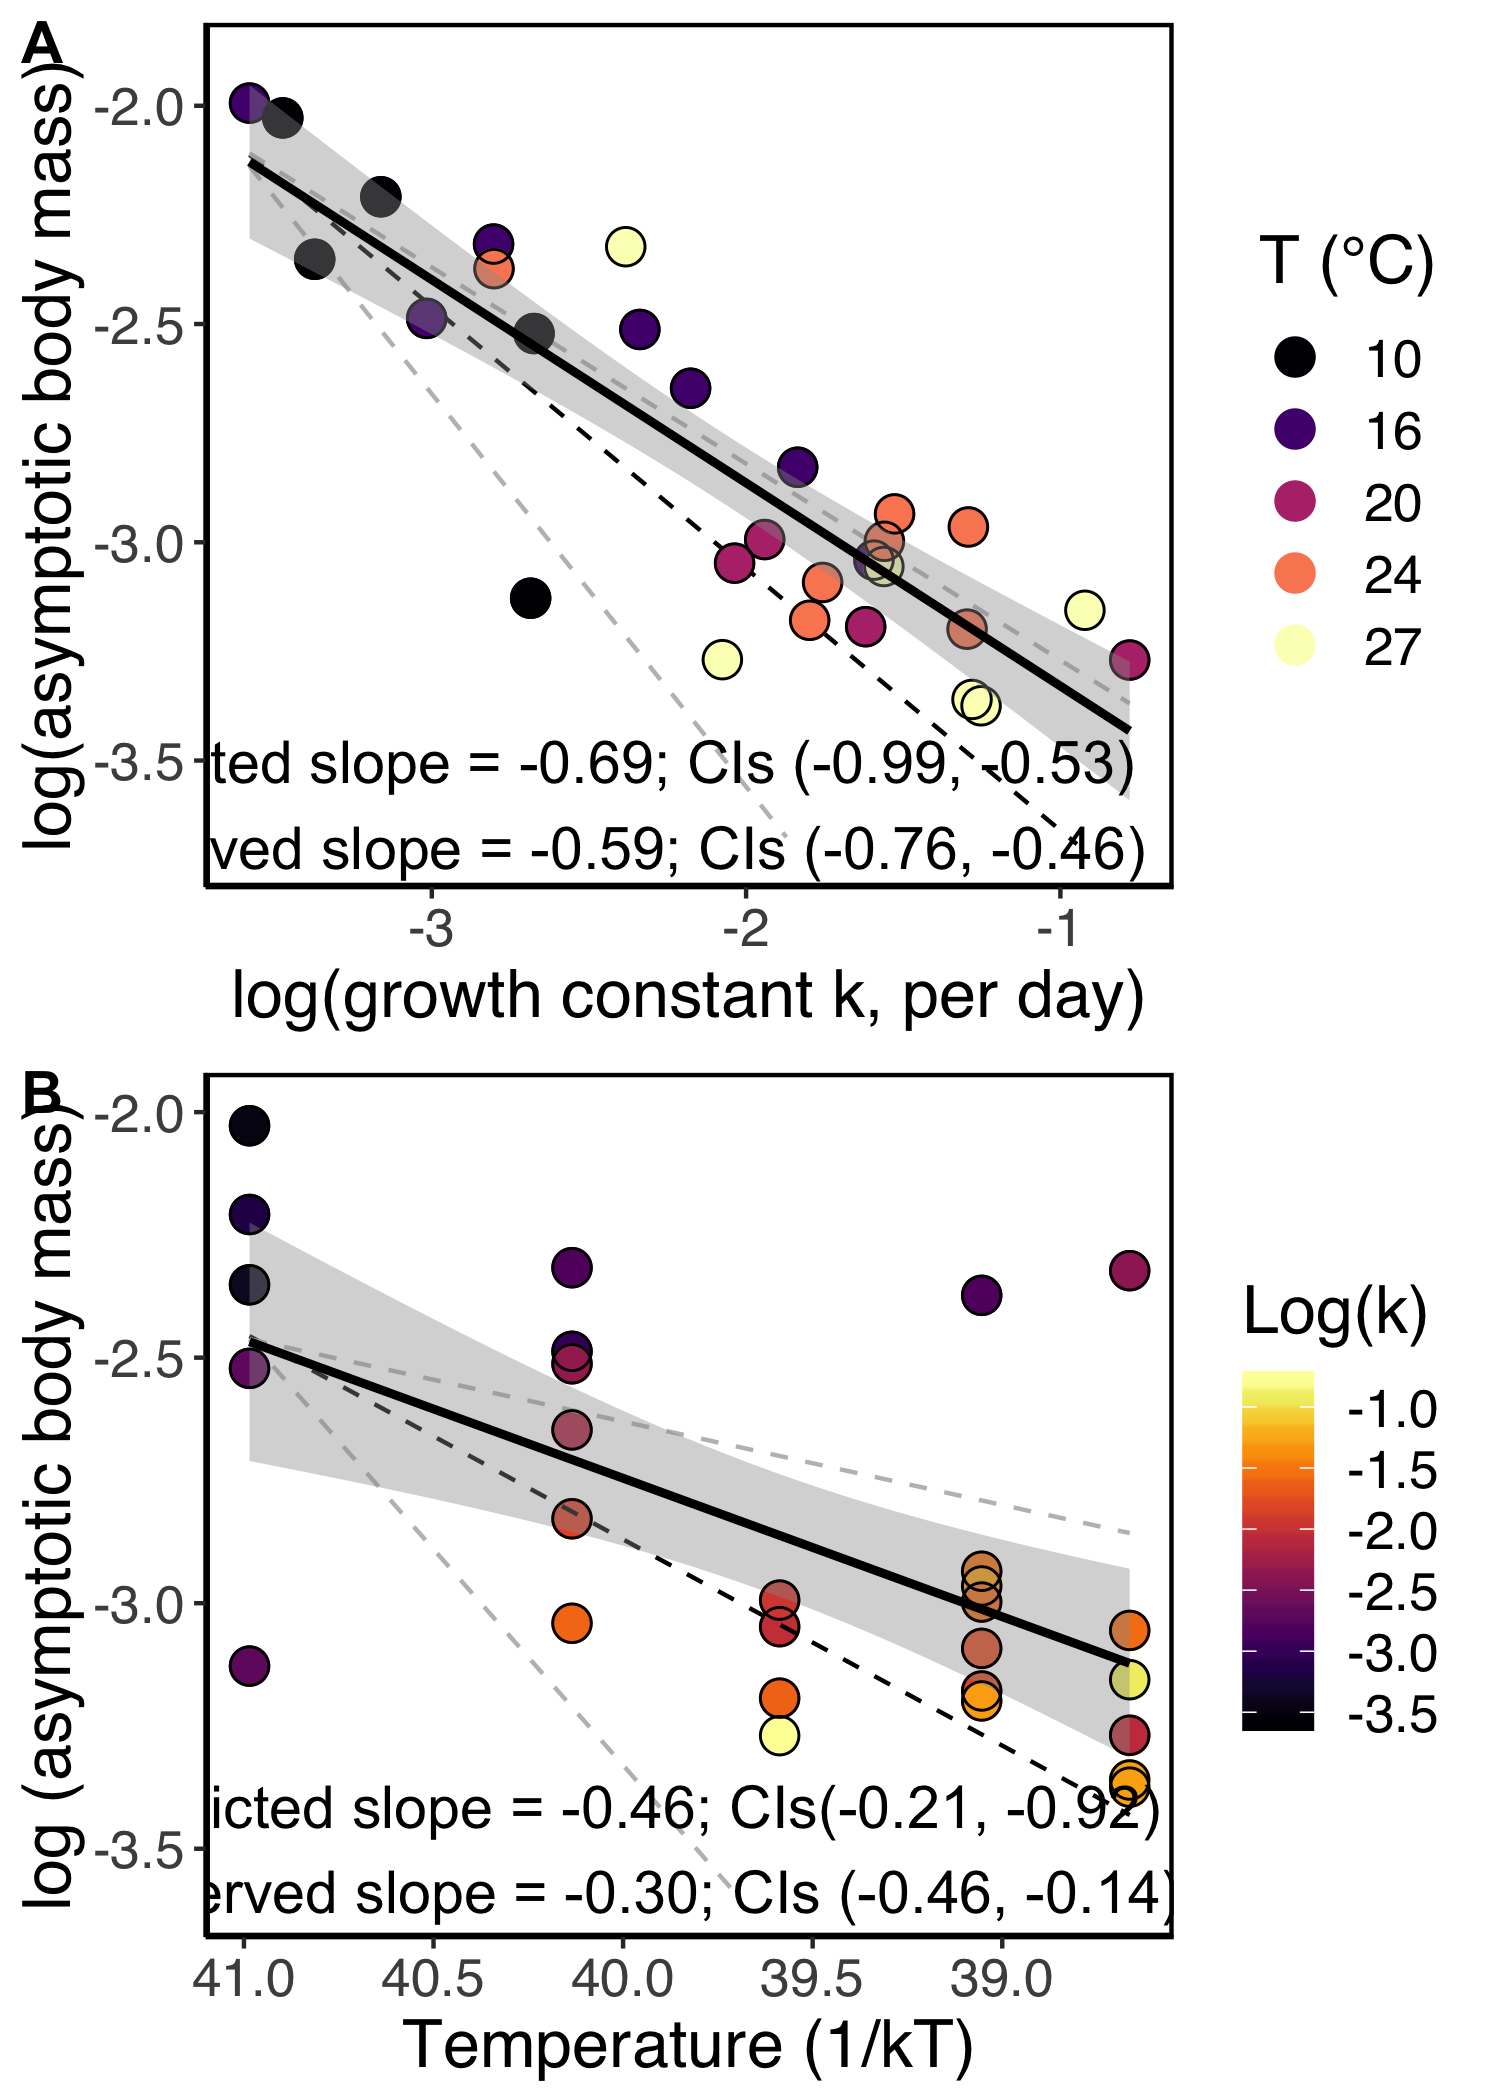 A
log(asymptotic body mass)
-2.0
-2.5
-3.0
-3.5
ted slope = -0.69; CIs (-0.99, -0.53)
ved slope = -0.59; CIs (-0.76, -0.46)
-3
-2
-1
log(growth constant k, per day)
T (°C)
10
16
20
24
27
B
log (asymptotic body mass)
-2.0
-2.5
-3.0
-3.5
icted slope = -0.46; CIs(-0.21, -0.92)
erved slope = -0.30; CIs (-0.46, -0.14)
41.0
40.5
40.0
39.5
39.0
Temperature (1/kT)
Log(k)
-1.0
-1.5
-2.0
-2.5
-3.0
-3.5